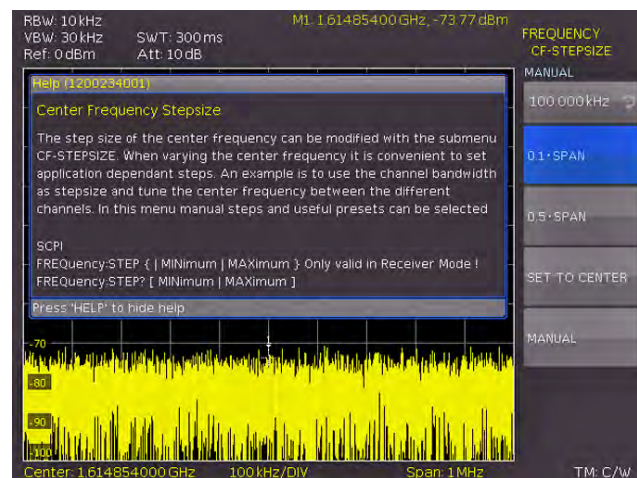 RBW: 10 kHz
VBW: 30 kHz SWT: 300 ms
Ref: 0 dBm Att: 10 dB
M1: 1.61485400 GHz, -73.77 dBm
Help (1200234001)
Center Frequency Stepsize
The step size of the center frequency can be modified with the submenu
CF-STEPSIZE. When varying the center frequency it is convenient to set
application dependant steps. An example is to use the channel bandwidth
as stepsize and tune the center frequency between the different
channels. In this menu manual steps and useful presets can be selected
SCPI
FREQuency:STEP { | MINimum | MAXimum } Only valid in Receiver Mode !
FREQuency:STEP? [ MINimum | MAXimum ]
Press 'HELP' to hide help
-70
1
-80
-90
-100
Center: 1.614854000 GHz 100 kHz/DIV Span: 1 MHz
FREQUENCY
CF-STEPSIZE
MANUAL
100.000 kHz
0.1·SPAN
0.5·SPAN
SET TO CENTER
MANUAL
TM: C/W